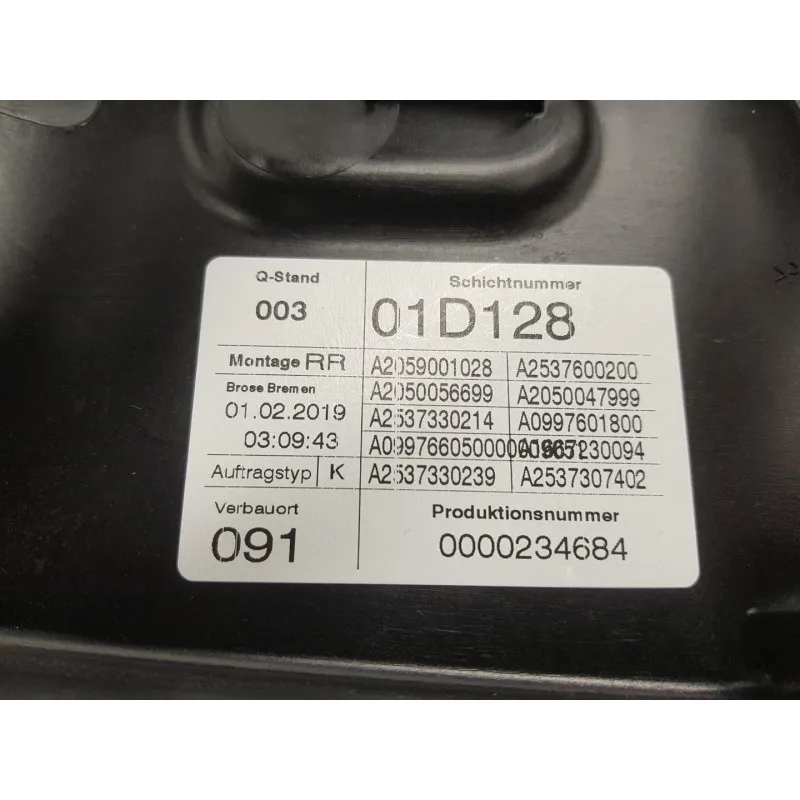 Q-Stand Schichtnummer
003 01D128
Montage RR A2059001028 A2537600200
Brose Bremen A2050056699 A2050047999
01.02.2019 A2537330214 A0997601800
03:09:43 A0997660500000
Auftragstyp K A2537330239 A2537307402
Verbauort Produktionsnummer
091 0000234684